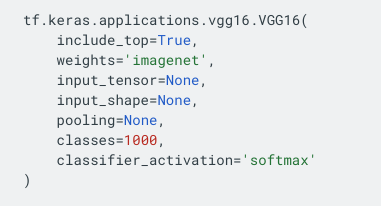 tf.keras.applications.vgg16.VGG16(
    include_top=True,
    weights='imagenet',
    input_tensor=None,
    input_shape=None,
    pooling=None,
    classes=1000,
    classifier_activation='softmax'
)